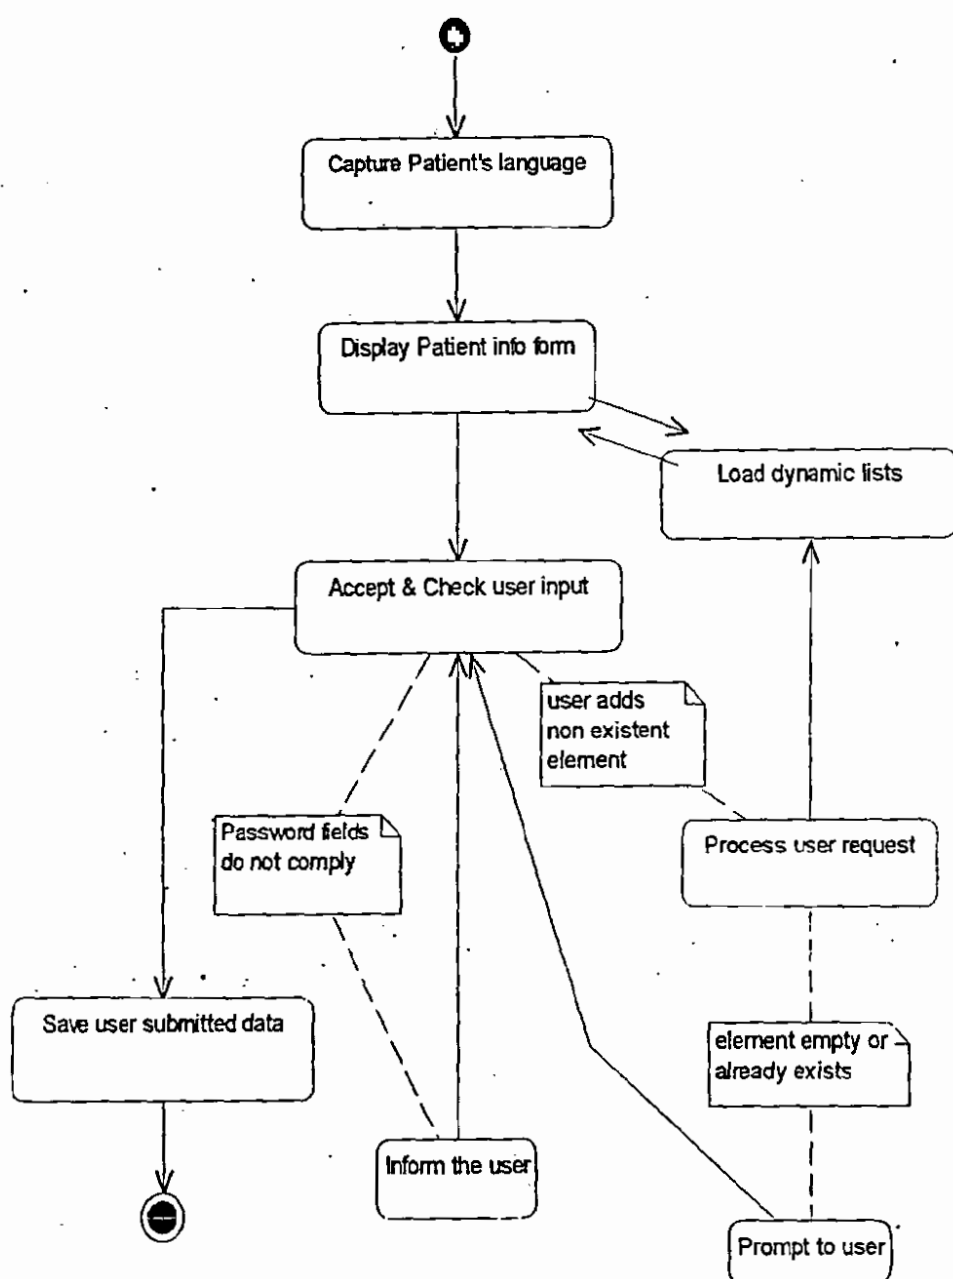 Capture Patient's language
Display Patient info form
Load dynamic lists
Accept & Check user input
user adds
non existent
element
Password fields
do not comply
Process user request
Save user submitted data
element empty or
already exists
Inform the user
Prompt to user